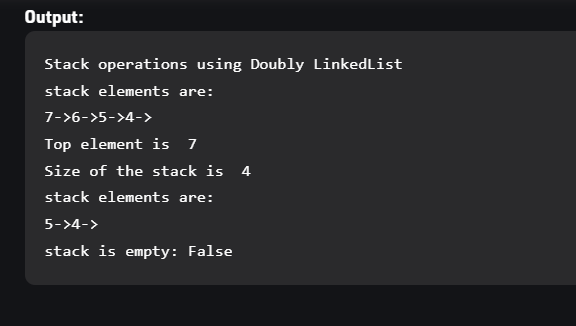 Output:
Stack operations using Doubly LinkedList
stack elements are:
7->6->5->4->
Top element is  7
Size of the stack is  4
stack elements are:
5->4->
stack is empty: False